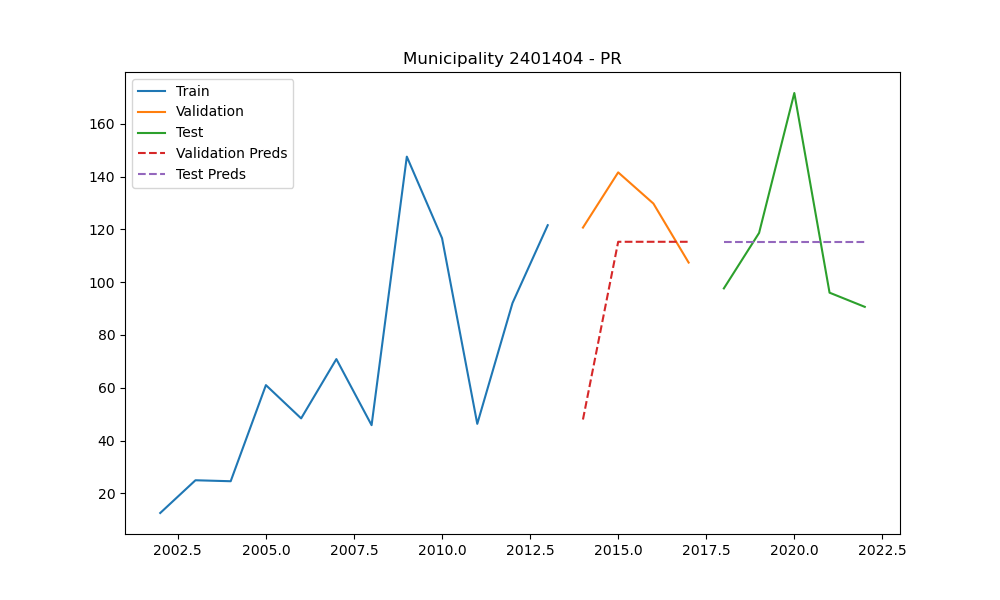 Municipality 2401404 - PR
Train
Validation
Test
Validation Preds
Test Preds
160
140
120
100
80
60
40
20
2002.5 2005.0 2007.5 2010.0 2012.5 2015.0 2017.5 2020.0 2022.5